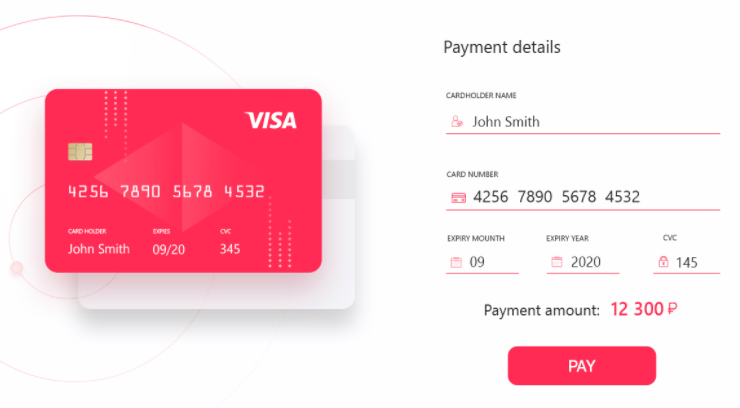 VISA
4256 7890 5678 4532
CARD HOLDER EXPIES CVC
John Smith 09/20 345
Payment details
CARDHOLDER NAME
John Smith
CARD NUMBER
4256 7890 5678 4532
EXPIRY MOUNTH EXPIRY YEAR CVC
09 2020 145
Payment amount: 12 300 ₽
PAY